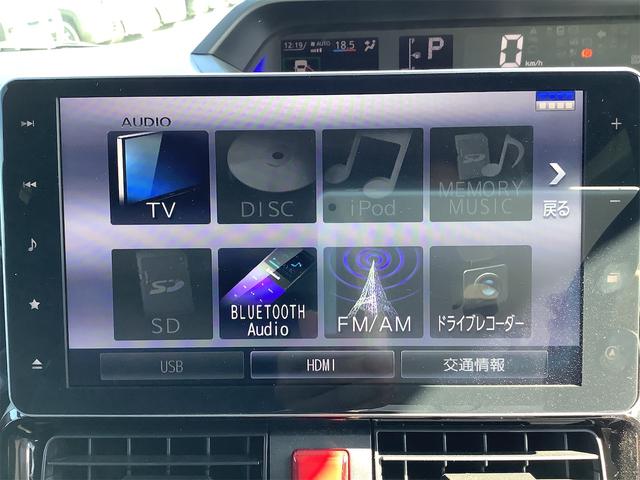 12:19
AUTO
18.5
P
0
km/h
AUDIO
TV
DISC
iPod
MEMORY
MUSIC
戻る
SD
BLUETOOTH
Audio
FM/AM
ドライブレコーダー
USB
HDMI
交通情報